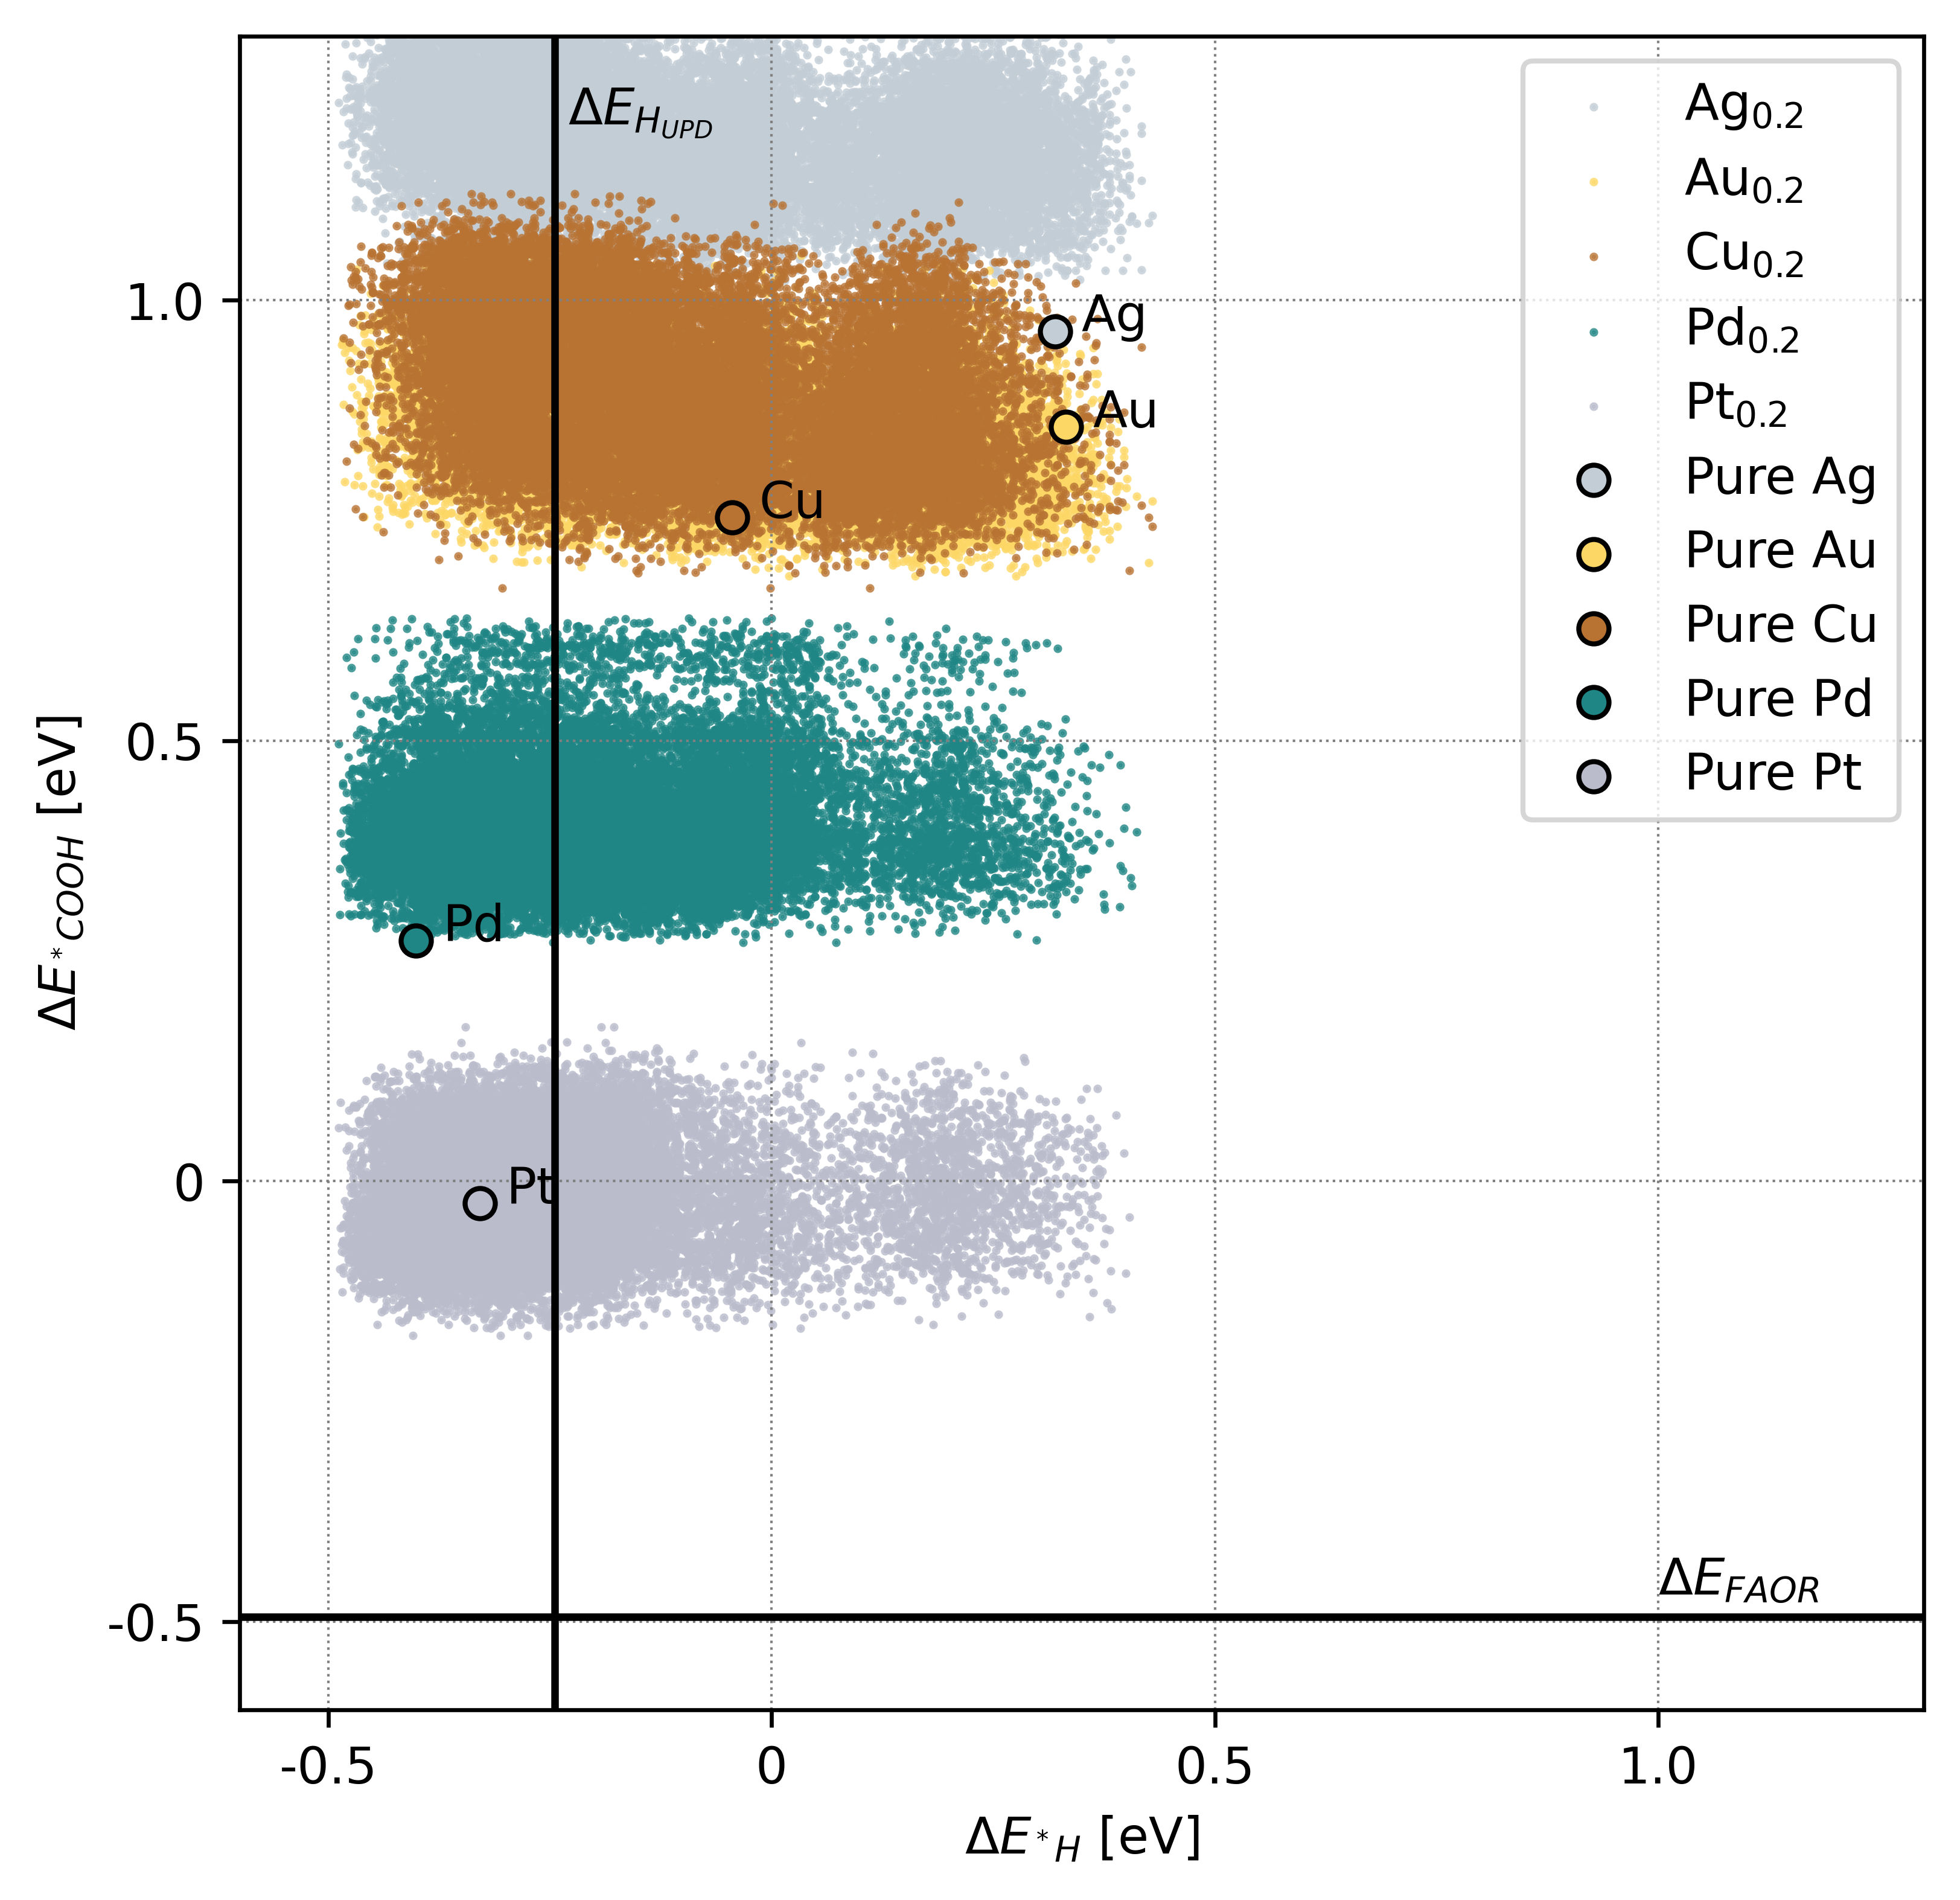 ΔE_{H_{UPD}}
Ag
Au
Cu
Pd
Pt
ΔE_{FAOR}
Ag_{0.2}
Au_{0.2}
Cu_{0.2}
Pd_{0.2}
Pt_{0.2}
Pure Ag
Pure Au
Pure Cu
Pure Pd
Pure Pt
1.0
0.5
0
-0.5
ΔE_{*COOH} [eV]
-0.5 0 0.5 1.0
ΔE_{*H} [eV]